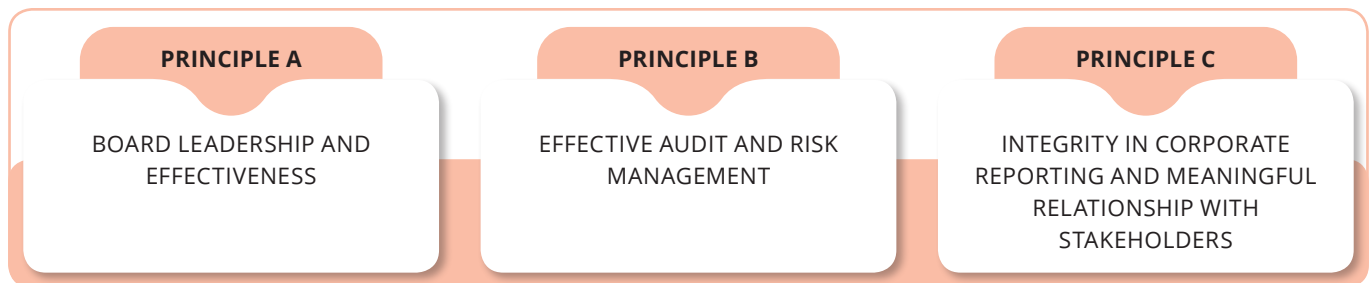 PRINCIPLE A
BOARD LEADERSHIP AND
EFFECTIVENESS
PRINCIPLE B
EFFECTIVE AUDIT AND RISK
MANAGEMENT
PRINCIPLE C
INTEGRITY IN CORPORATE
REPORTING AND MEANINGFUL
RELATIONSHIP WITH
STAKEHOLDERS